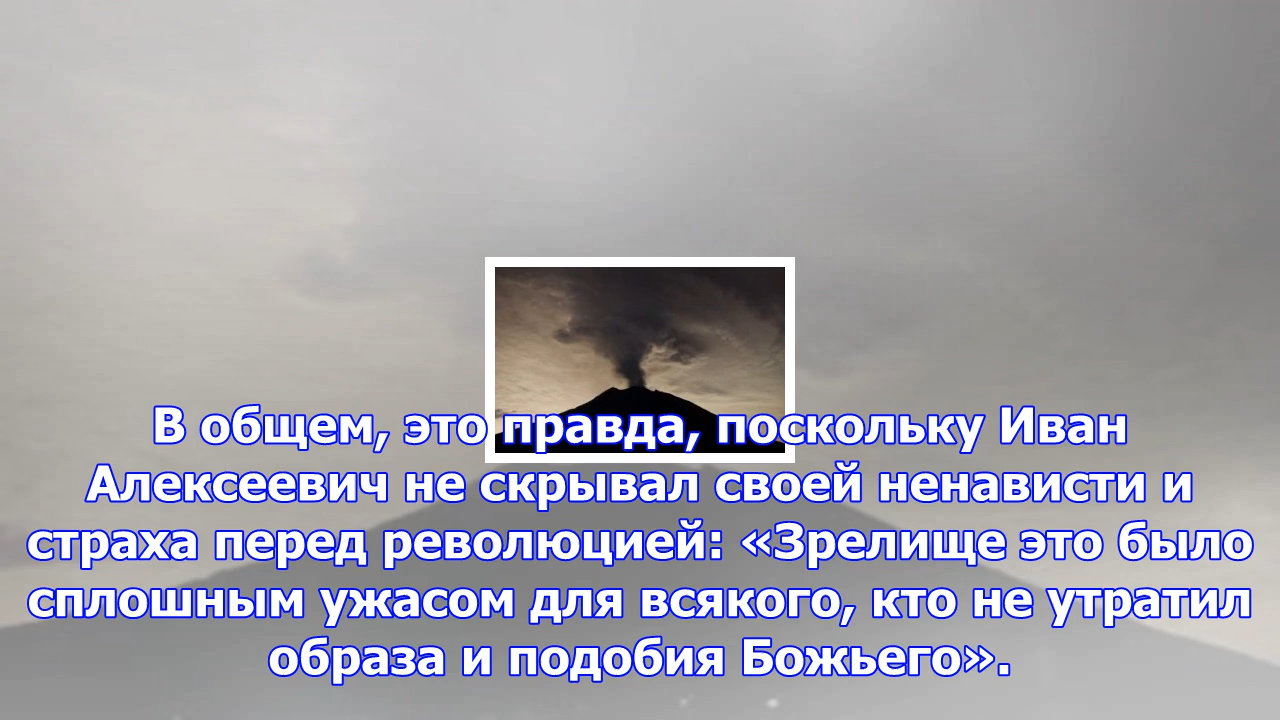 В общем, это правда, поскольку Иван
Алексеевич не скрывал своей ненависти и
страха перед революцией: «Зрелище это было
сплошным ужасом для всякого, кто не утратил
образа и подобия Божьего».